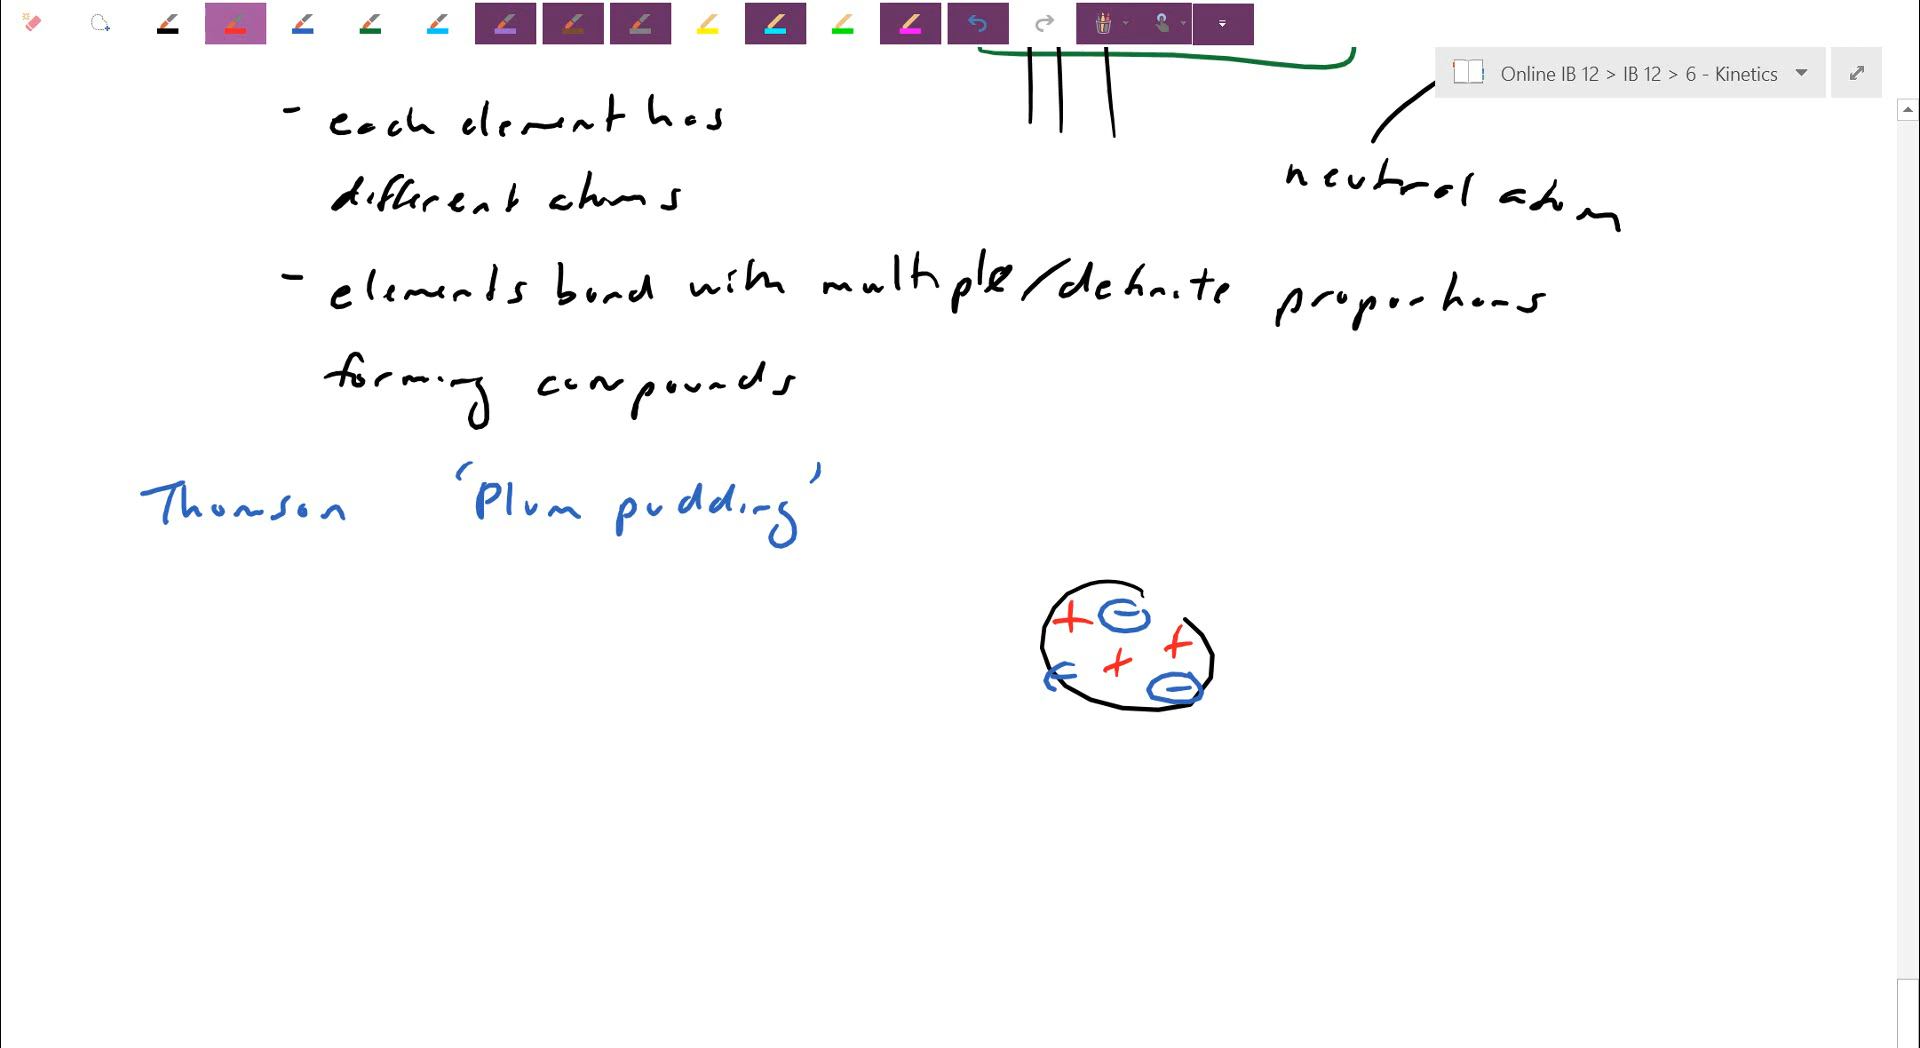 Online IB 12 > IB 12 > 6 - Kinetics
- each element has
different atoms
neutral atom
- elements bond with multiple/definite proportions
forming compounds
Thomson 'Plum pudding'
+ -
+
+
-